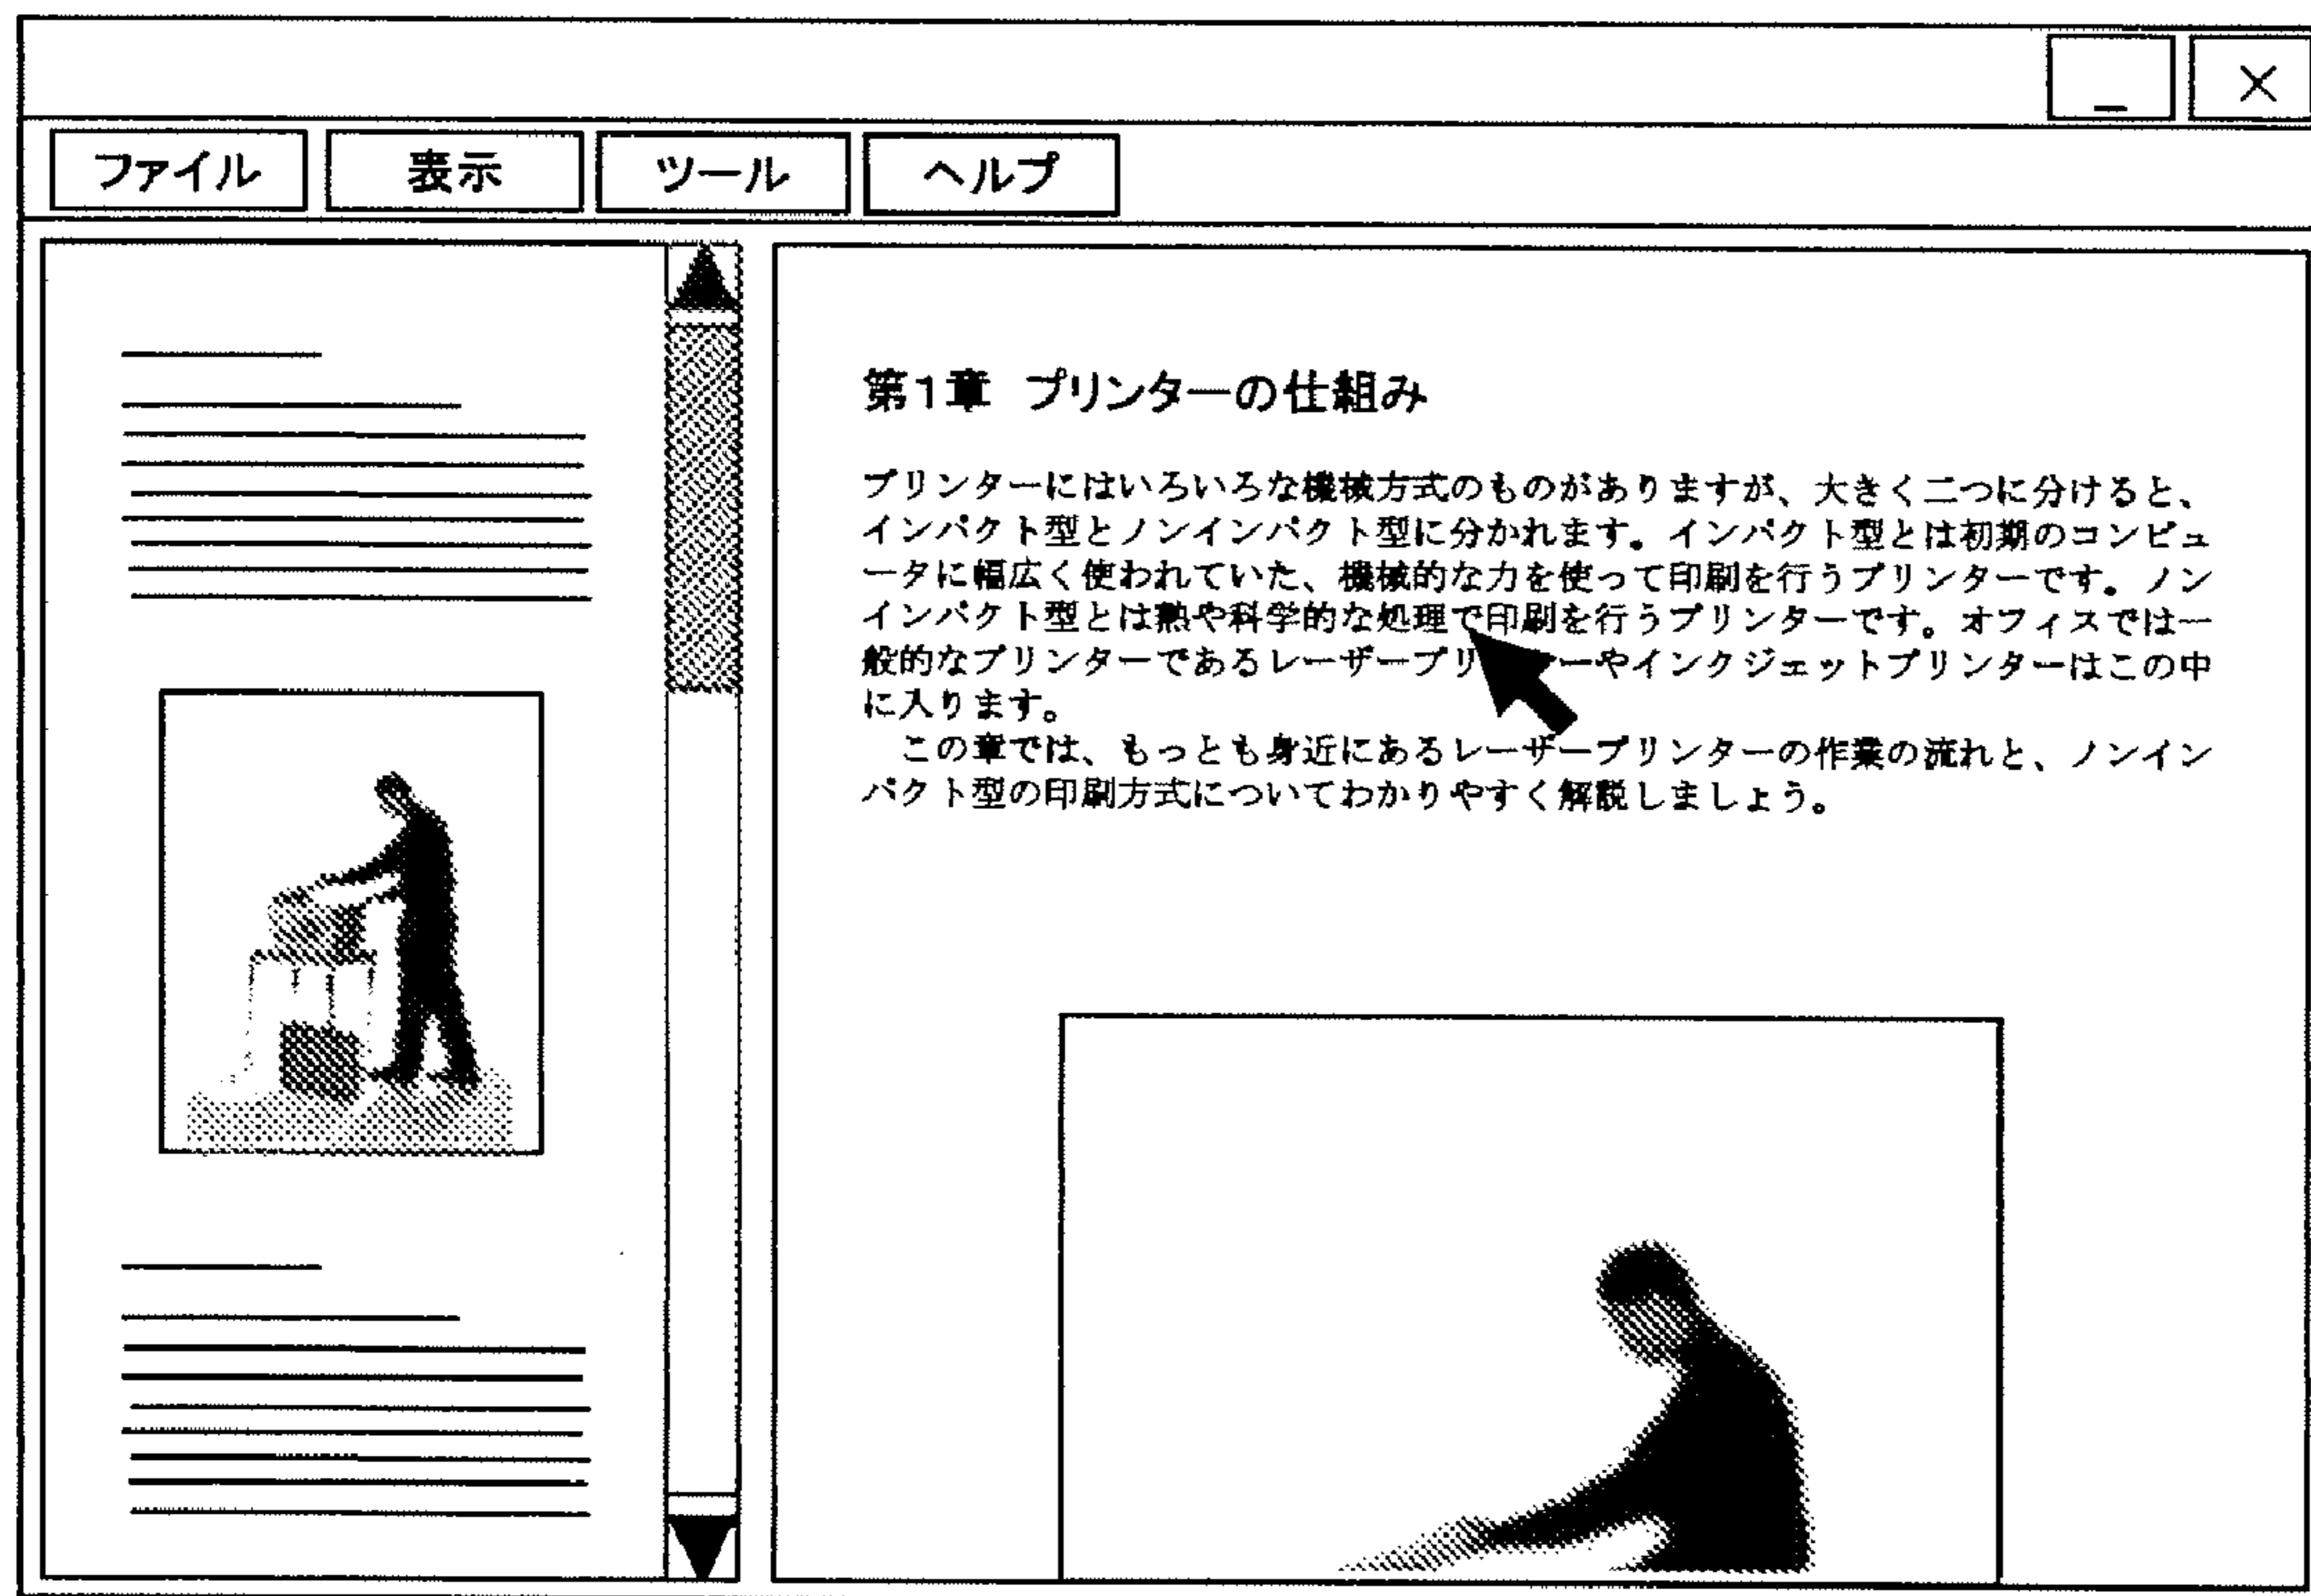 ファイル 表示 ツール ヘルプ
第1章 プリンターの仕組み
プリンターにはいろいろな機械方式のものがありますが、大きく二つに分けると、
インパクト型とノンインパクト型に分かれます。インパクト型とは初期のコンピュ
ータに幅広く使われていた、機械的な力を使って印刷を行うプリンターです。ノン
インパクト型とは熱や科学的な処理で印刷を行うプリンターです。オフィスでは一
般的なプリンターであるレーザープリ ーやインクジェットプリンターはこの中
に入ります。
この章では、もっとも身近にあるレーザープリンターの作業の流れと、ノンイン
パクト型の印刷方式についてわかりやすく解説しましょう。